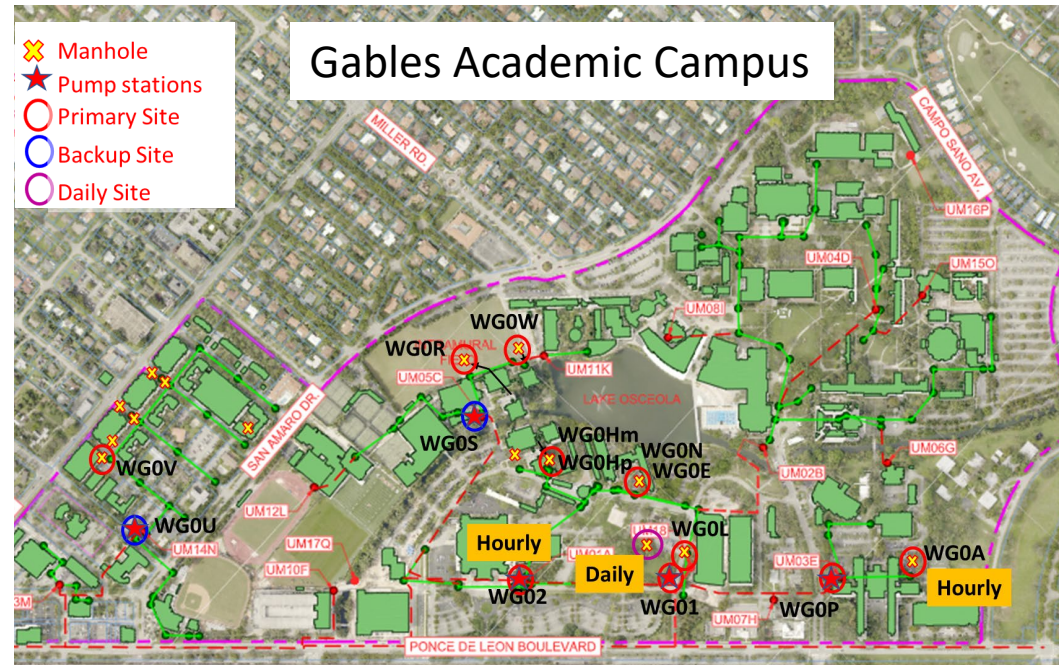 Gables Academic Campus
Manhole
Pump stations
Primary Site
Backup Site
Daily Site
MILLER RD.
CAMPO SANO AV.
UM16P
UM04D
UM15O
UM08I
WG0W
WG0R
UM05C
UM11K
LAKE OSCEOLA
SAN AMARO DR.
WG0S
WG0Hm
WG0Hp
WG0N
WG0E
WG0V
UM06G
UM02B
UM12L
WG0U
UM14N
UM17Q
Hourly
UM18
WG0L
UM01A
Daily
UM03E
WG0A
UM10F
WG02
WG01
WG0P
Hourly
3M
UM07H
PONCE DE LEON BOULEVARD